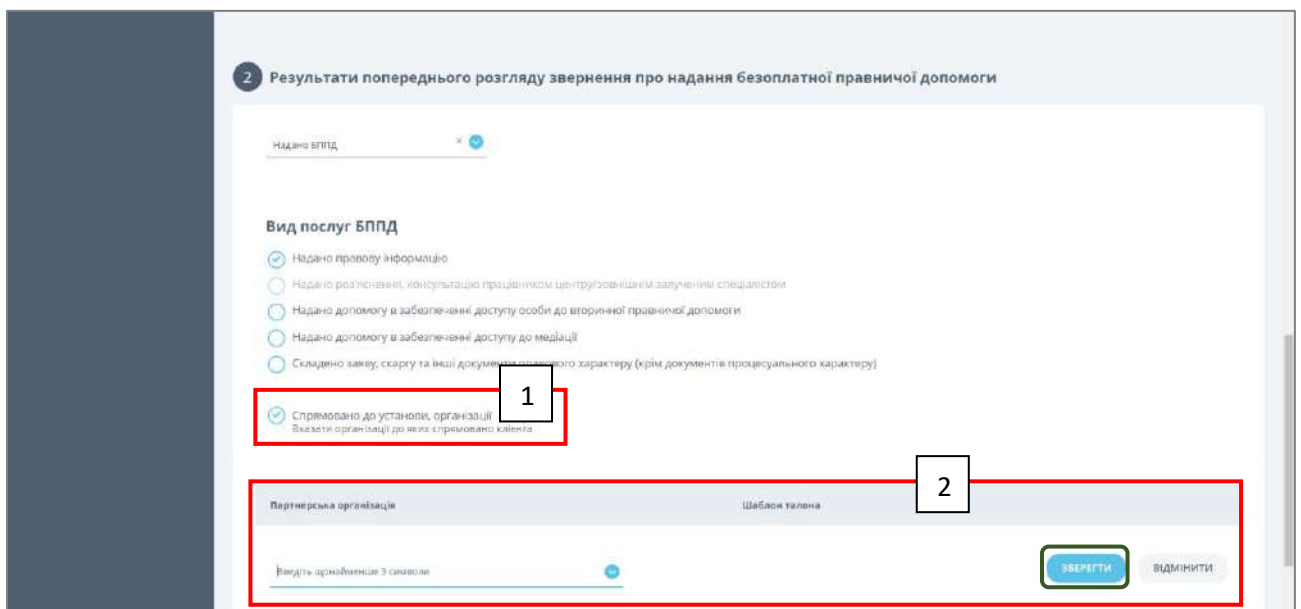 2 Результати попереднього розгляду звернення про надання безоплатної правничої допомоги
Надано БППД ×
Вид послуг БППД
Надано правову інформацію
Надано роз'яснення, консультацію працівником центру/зовнішнім залученим спеціалістом
Надано допомогу в забезпеченні доступу особи до вторинної правничої допомоги
Надано допомогу в забезпеченні доступу до медіації
Складено заяву, скаргу та інші документи правового характеру (крім документів процесуального характеру)
1
Спрямовано до установи, організації
Вказати організації до яких спрямовано клієнта
2
Партнерська організація Шаблон талона
Введіть щонайменше 3 символи ЗБЕРЕГТИ ВІДМІНИТИ